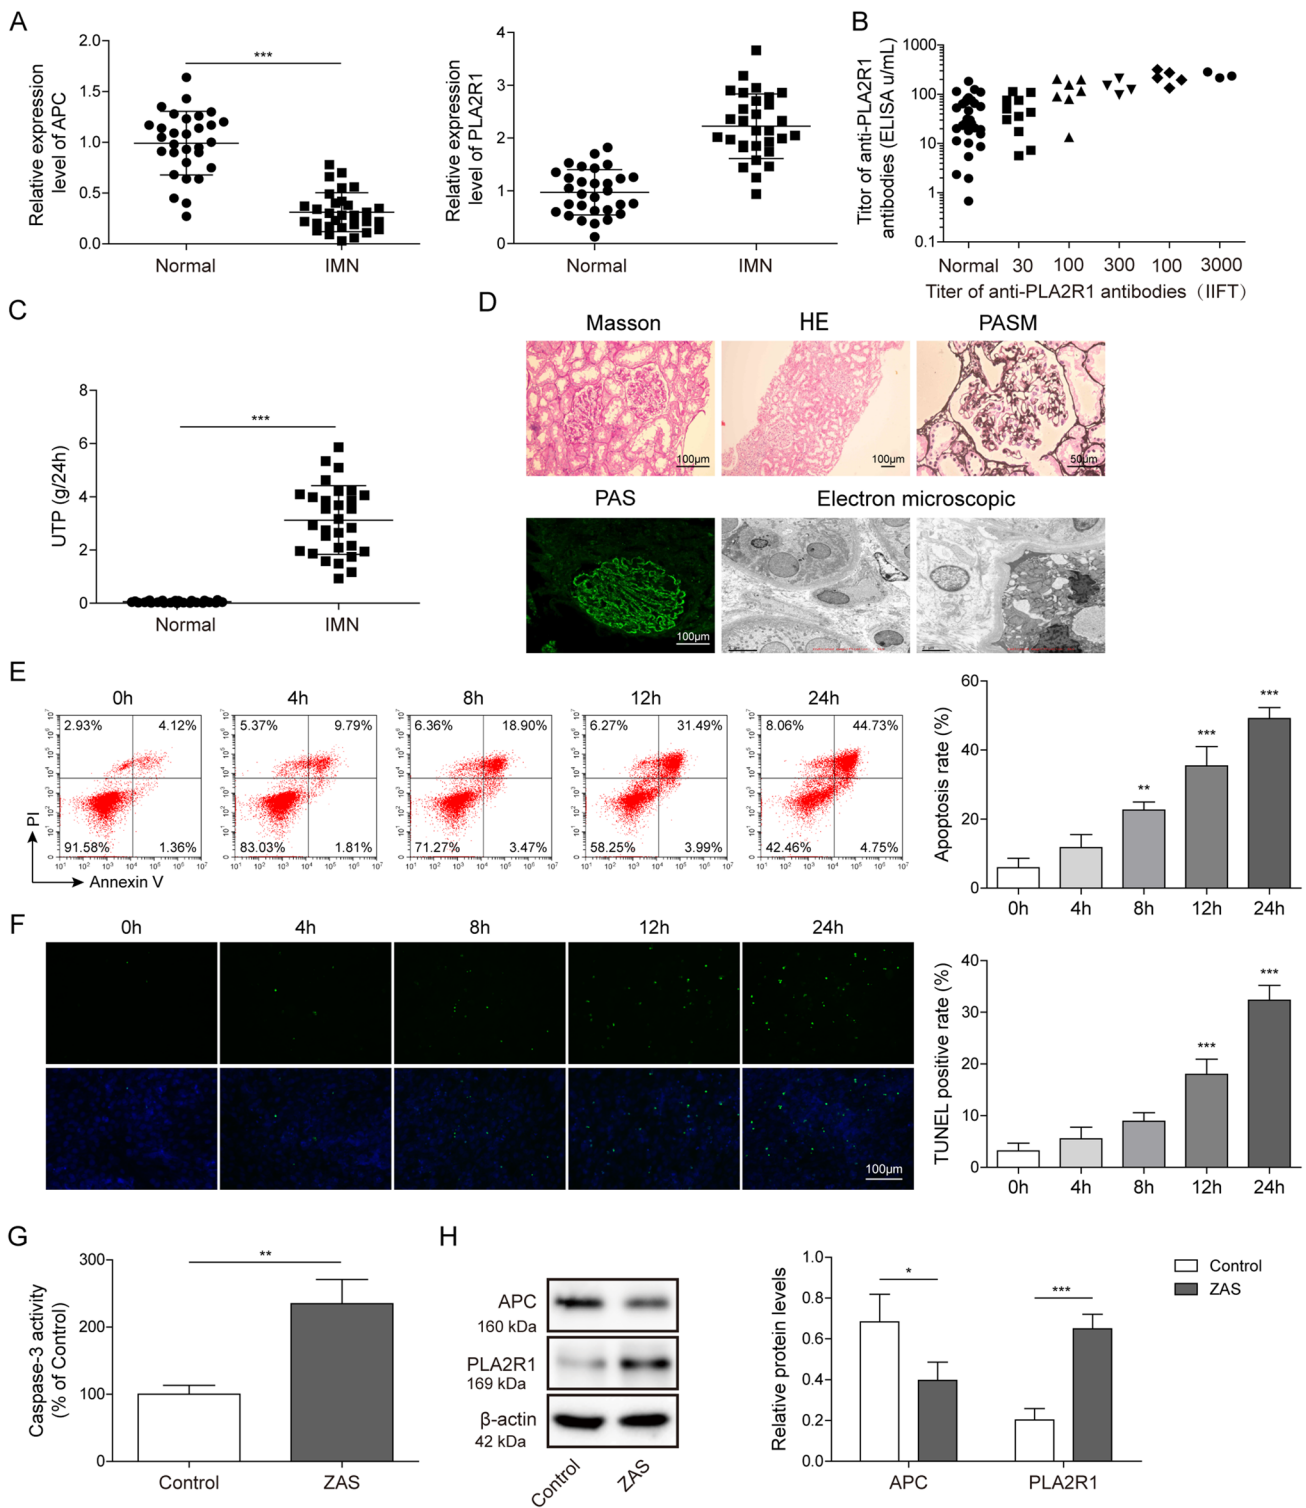 A
Relative expression
level of APC
2.0
1.5
1.0
0.5
0.0
***
Normal
IMN
Relative expression
level of PLA2R1
4
3
2
1
0
Normal
IMN
B
Titor of anti-PLA2R1
antibodies (ELISA u/mL)
1000
100
10
1
0.1
Normal
30
100
300
100
3000
Titer of anti-PLA2R1 antibodies (IIFT)
C
UTP (g/24h)
8
6
4
2
0
***
Normal
IMN
D
Masson
HE
PASM
100μm
100μm
50μm
PAS
Electron microscopic
100μm
E
0h
4h
8h
12h
24h
2.93%
4.12%
91.58%
1.36%
5.37%
9.79%
83.03%
1.81%
6.36%
18.90%
71.27%
3.47%
6.27%
31.49%
58.25%
3.99%
8.06%
44.73%
42.46%
4.75%
PI
Annexin V
Apoptosis rate (%)
60
40
20
0
**
***
***
0h
4h
8h
12h
24h
F
0h
4h
8h
12h
24h
100μm
TUNEL positive rate (%)
40
30
20
10
0
***
***
0h
4h
8h
12h
24h
G
Caspase-3 activity
(% of Control)
300
200
100
0
**
Control
ZAS
H
APC
160 kDa
PLA2R1
169 kDa
β-actin
42 kDa
Control
ZAS
Relative protein levels
1.0
0.8
0.6
0.4
0.2
0.0
*
***
APC
PLA2R1
Control
ZAS